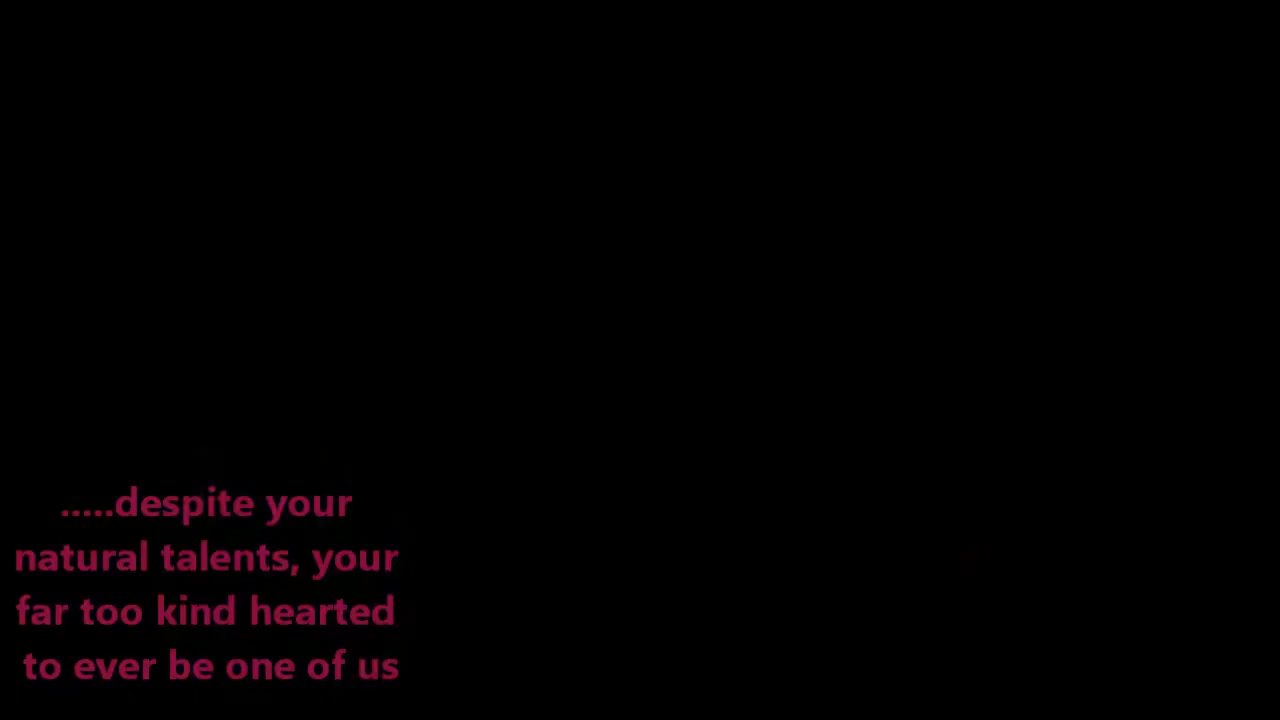 .....despite your
natural talents, your
far too kind hearted
to ever be one of us